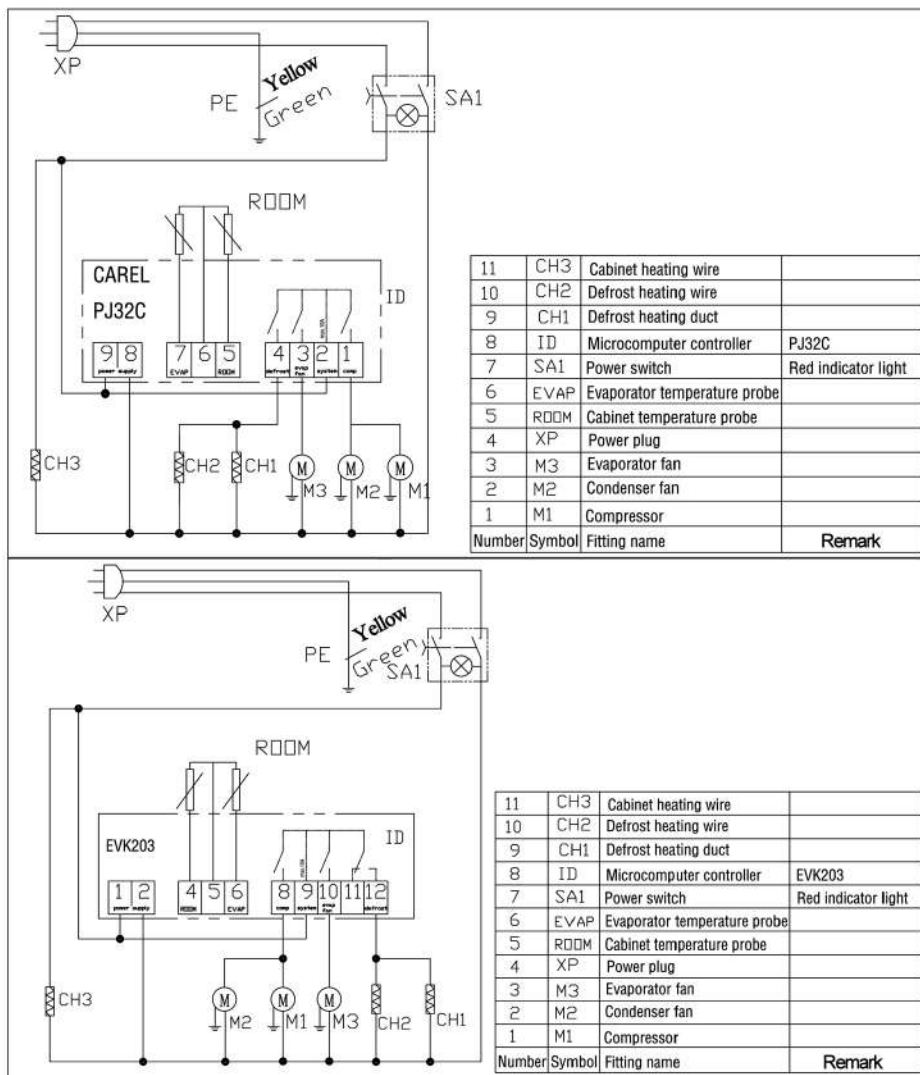 XP
Yellow
PE Green
SA1
ROOM
CAREL
PJ32C
ID
9 8 7 6 5 4 3 2 1
power supply EVAP ROOM defrost evap fan system comp
CH3 CH2 CH1 M M M
M3 M2 M1
11 CH3 Cabinet heating wire
10 CH2 Defrost heating wire
9 CH1 Defrost heating duct
8 ID Microcomputer controller PJ32C
7 SA1 Power switch Red indicator light
6 EVAP Evaporator temperature probe
5 ROOM Cabinet temperature probe
4 XP Power plug
3 M3 Evaporator fan
2 M2 Condenser fan
1 M1 Compressor
Number Symbol Fitting name Remark
XP
Yellow
PE Green
SA1
ROOM
EVK203
ID
1 2 4 5 6 8 9 10 11 12
power supply ROOM EVAP comp system evap fan defrost
CH3 M M M CH2 CH1
M2 M1 M3
11 CH3 Cabinet heating wire
10 CH2 Defrost heating wire
9 CH1 Defrost heating duct
8 ID Microcomputer controller EVK203
7 SA1 Power switch Red indicator light
6 EVAP Evaporator temperature probe
5 ROOM Cabinet temperature probe
4 XP Power plug
3 M3 Evaporator fan
2 M2 Condenser fan
1 M1 Compressor
Number Symbol Fitting name Remark